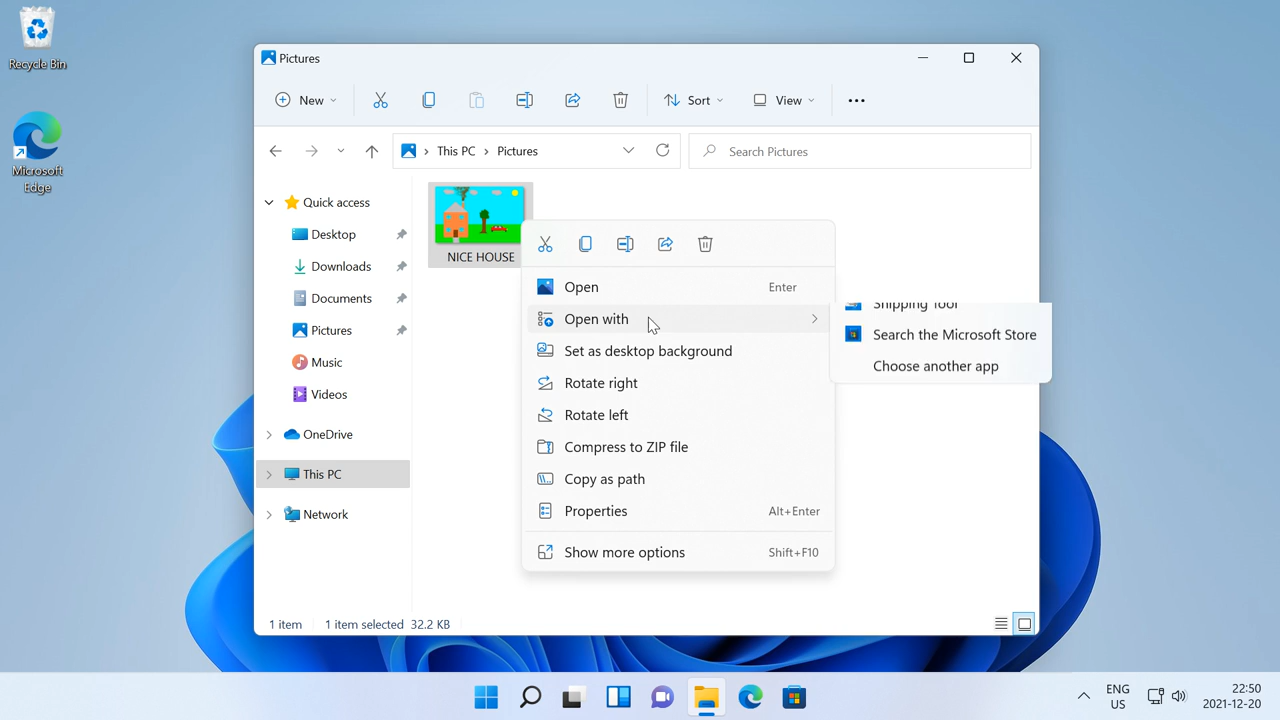 Recycle Bin
Microsoft
Edge
Pictures
New
Sort
View
This PC
Pictures
Search Pictures
Quick access
Desktop
Downloads
Documents
Pictures
Music
Videos
OneDrive
This PC
Network
NICE HOUSE
Open Enter
Open with
Set as desktop background
Rotate right
Rotate left
Compress to ZIP file
Copy as path
Properties Alt+Enter
Show more options Shift+F10
Snipping Tool
Search the Microsoft Store
Choose another app
1 item
1 item selected 32.2 KB
ENG
US
22:50
2021-12-20